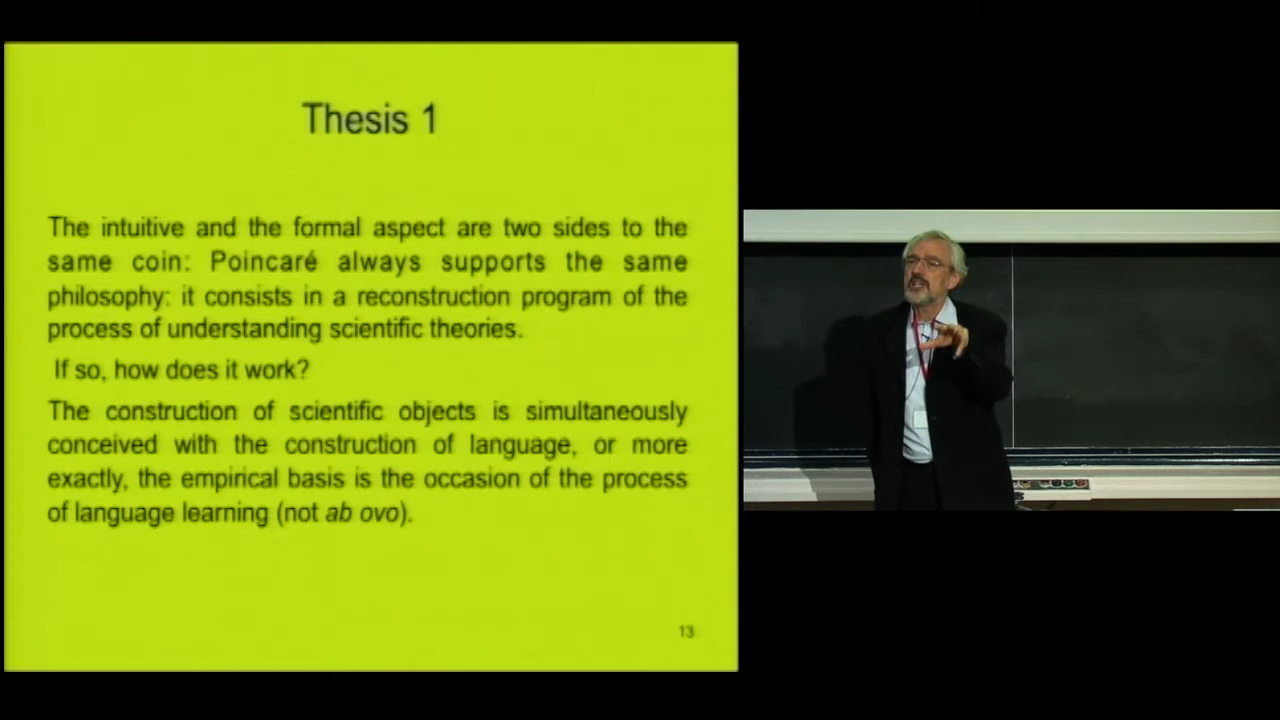 Thesis 1
The intuitive and the formal aspect are two sides to the
same coin: Poincaré always supports the same
philosophy: it consists in a reconstruction program of the
process of understanding scientific theories.
If so, how does it work?
The construction of scientific objects is simultaneously
conceived with the construction of language, or more
exactly, the empirical basis is the occasion of the process
of language learning (not ab ovo).
13